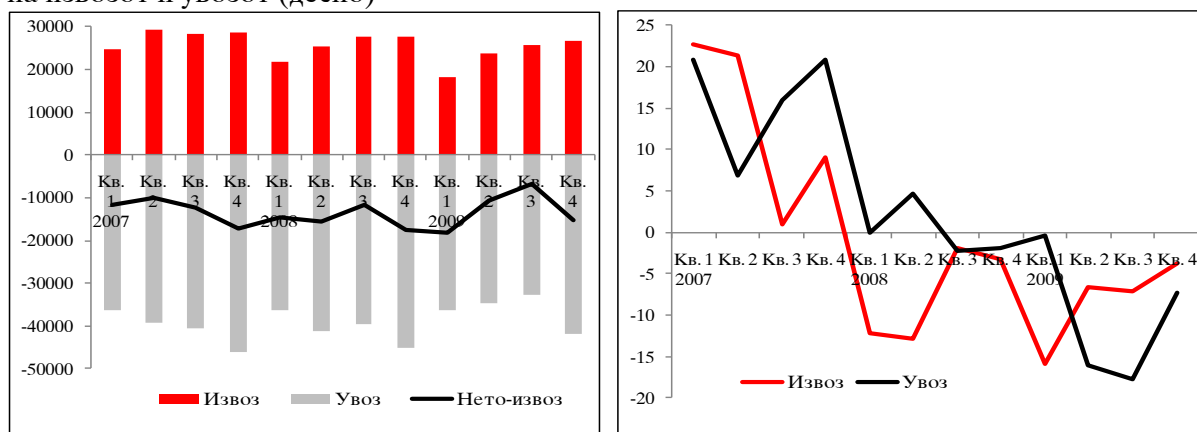 на извозот и увозот (десно)
30000
20000
10000
0
-10000
-20000
-30000
-40000
-50000
Кв. 1 Кв. 2 Кв. 3 Кв. 4 Кв. 1 Кв. 2 Кв. 3 Кв. 4 Кв. 1 Кв. 2 Кв. 3 Кв. 4
2007 2008 2009
Извоз Увоз Нето-извоз
25
20
15
10
5
0
-5
-10
-15
-20
Кв. 1 Кв. 2 Кв. 3 Кв. 4 Кв. 1 Кв. 2 Кв. 3 Кв. 4 Кв. 1 Кв. 2 Кв. 3 Кв. 4
2007 2008 2009
Извоз Увоз